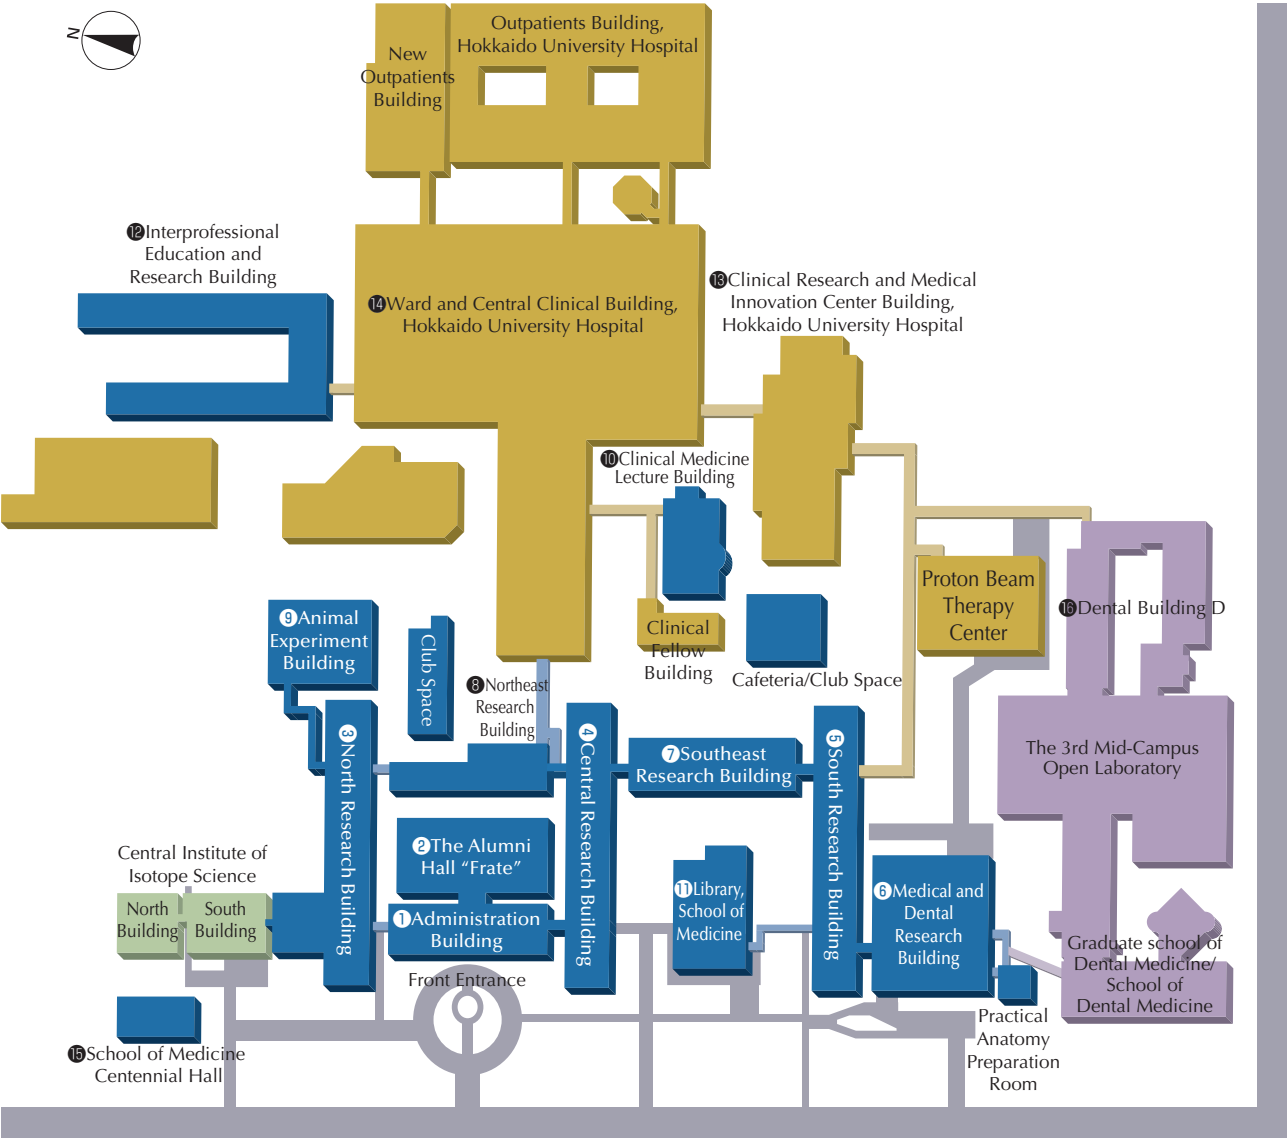 N
Outpatients Building,
Hokkaido University Hospital
New
Outpatients
Building
⓬Interprofessional
Education and
Research Building
⓭Clinical Research and Medical
Innovation Center Building,
Hokkaido University Hospital
⓮Ward and Central Clinical Building,
Hokkaido University Hospital
❿Clinical Medicine
Lecture Building
Proton Beam
Therapy
Center
⓰Dental Building D
❾Animal
Experiment
Building
Club Space
Clinical
Fellow
Building
Cafeteria/Club Space
❽Northeast
Research
Building
❸North Research Building
❹Central Research Building
❼Southeast
Research Building
❺South Research Building
The 3rd Mid-Campus
Open Laboratory
❷The Alumni
Hall “Frate”
Central Institute of
Isotope Science
North
Building
South
Building
❶Administration
Building
⓫Library,
School of
Medicine
❻Medical and
Dental
Research
Building
Graduate school of
Dental Medicine/
School of
Dental Medicine
Front Entrance
Practical
Anatomy
Preparation
Room
⓯School of Medicine
Centennial Hall